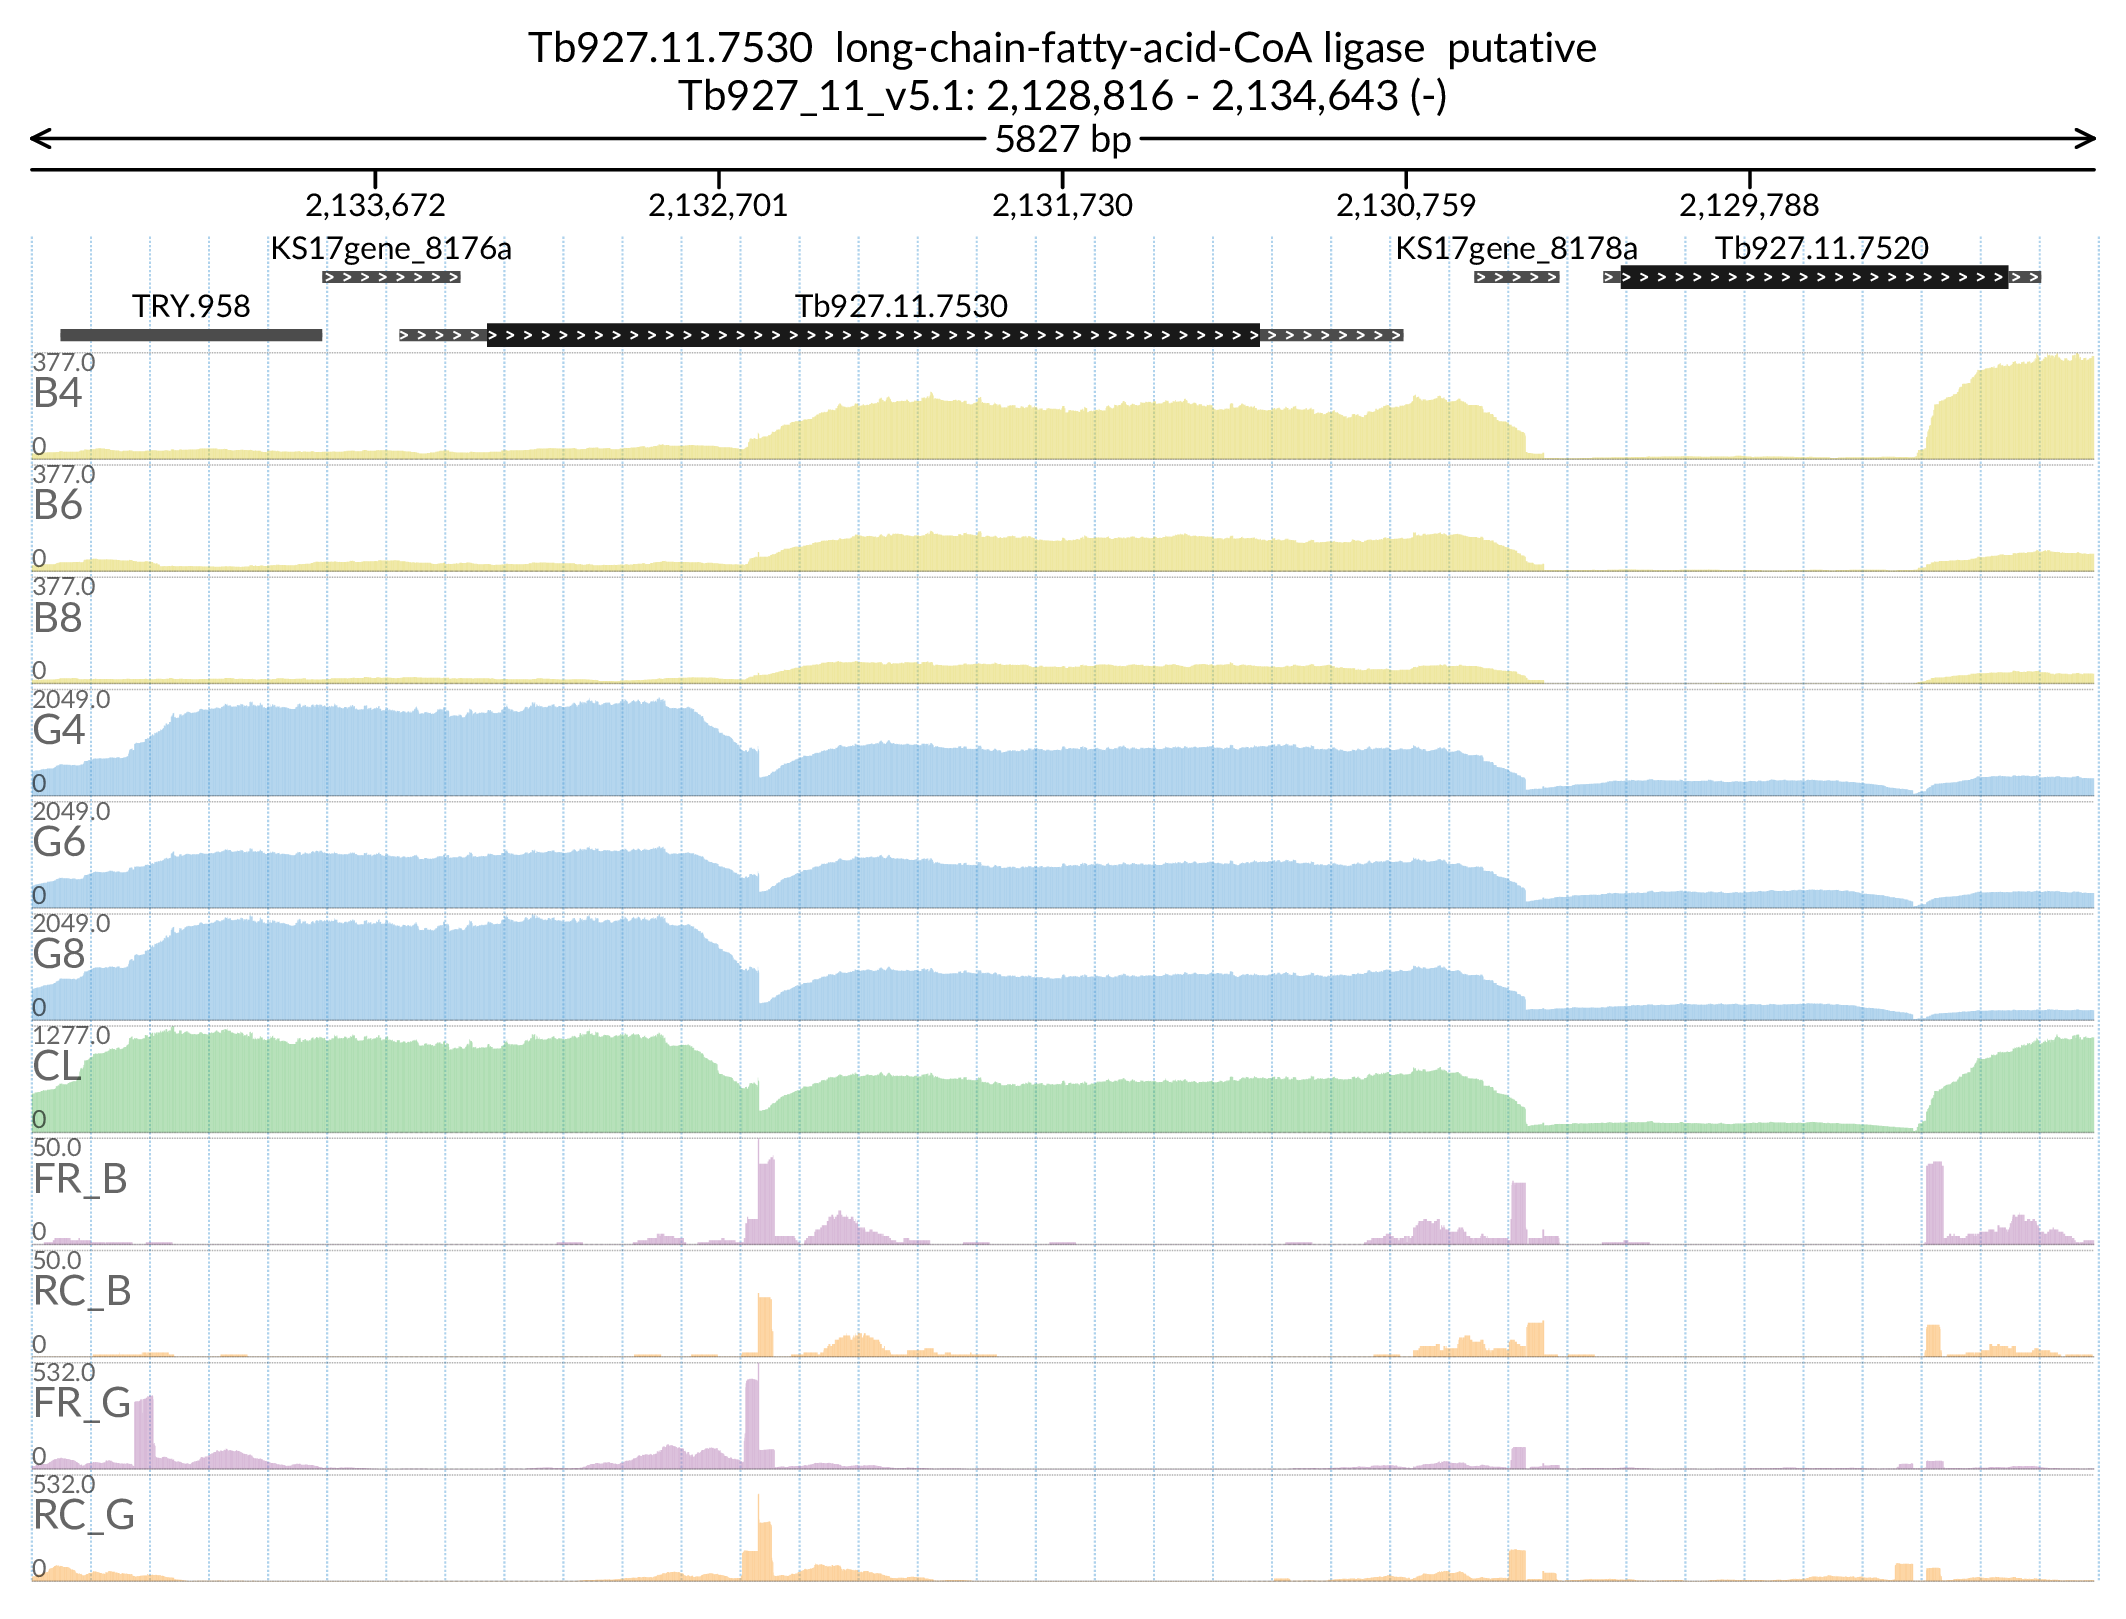 Tb927.11.7530  long-chain-fatty-acid-CoA ligase  putative
Tb927_11_v5.1: 2,128,816 - 2,134,643 (-)
5827 bp
2,133,672 2,132,701 2,131,730 2,130,759 2,129,788
KS17gene_8176a KS17gene_8178a Tb927.11.7520
TRY.958 Tb927.11.7530
377.0
B4
0
377.0
B6
0
377.0
B8
0
2049.0
G4
0
2049.0
G6
0
2049.0
G8
0
1277.0
CL
0
50.0
FR_B
0
50.0
RC_B
0
532.0
FR_G
0
532.0
RC_G
0